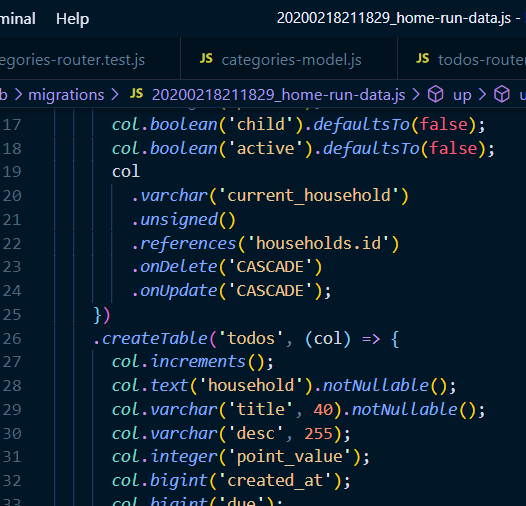 minal Help 20200218211829_home-run-data.js -
egories-router.test.js JS categories-model.js JS todos-router
b > migrations > JS 20200218211829_home-run-data.js > up >
17 col.boolean('child').defaultsTo(false);
18 col.boolean('active').defaultsTo(false);
19 col
20 .varchar('current_household')
21 .unsigned()
22 .references('households.id')
23 .onDelete('CASCADE')
24 .onUpdate('CASCADE');
25 })
26 .createTable('todos', (col) => {
27 col.increments();
28 col.text('household').notNullable();
29 col.varchar('title', 40).notNullable();
30 col.varchar('desc', 255);
31 col.integer('point_value');
32 col.bigint('created_at');
33 col.bigint('due');